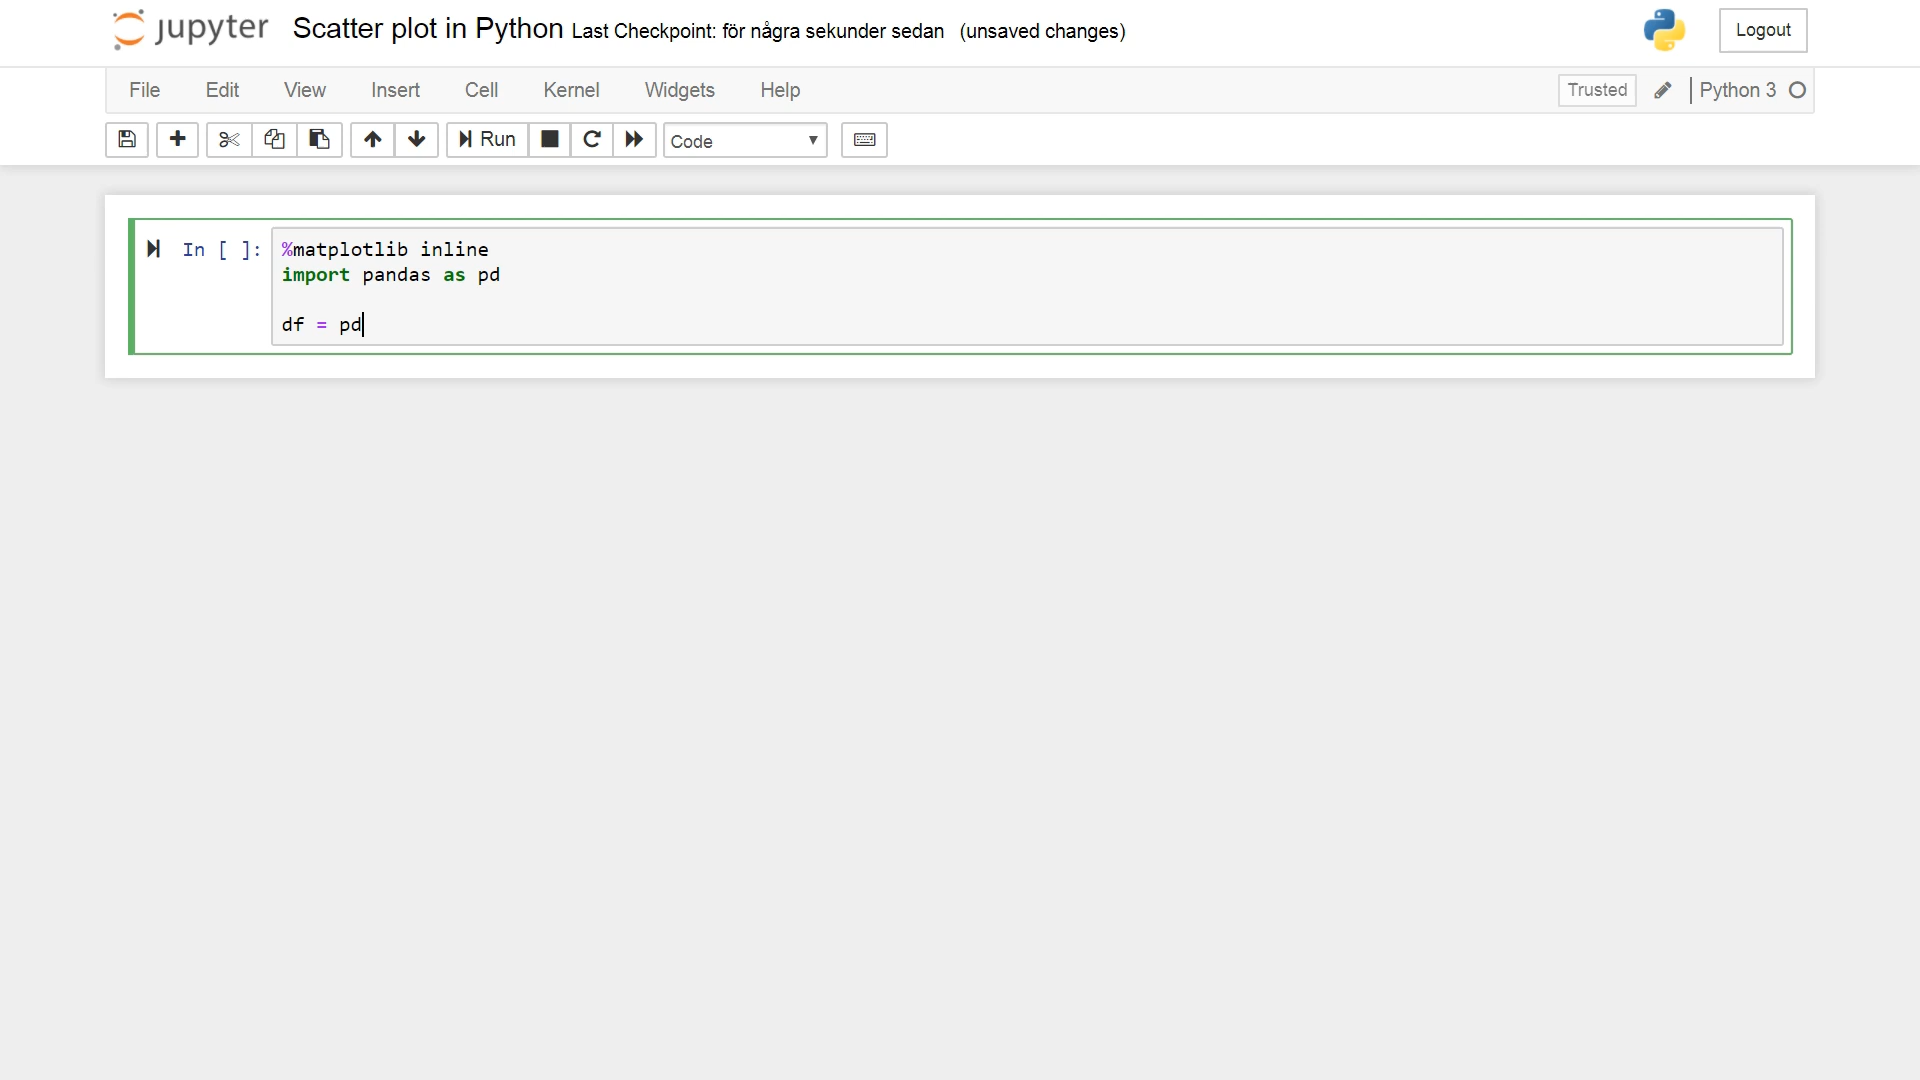 jupyter Scatter plot in Python Last Checkpoint: för några sekunder sedan (unsaved changes) Logout
File Edit View Insert Cell Kernel Widgets Help Trusted Python 3
Run Code
In [ ]: %matplotlib inline
import pandas as pd
df = pd